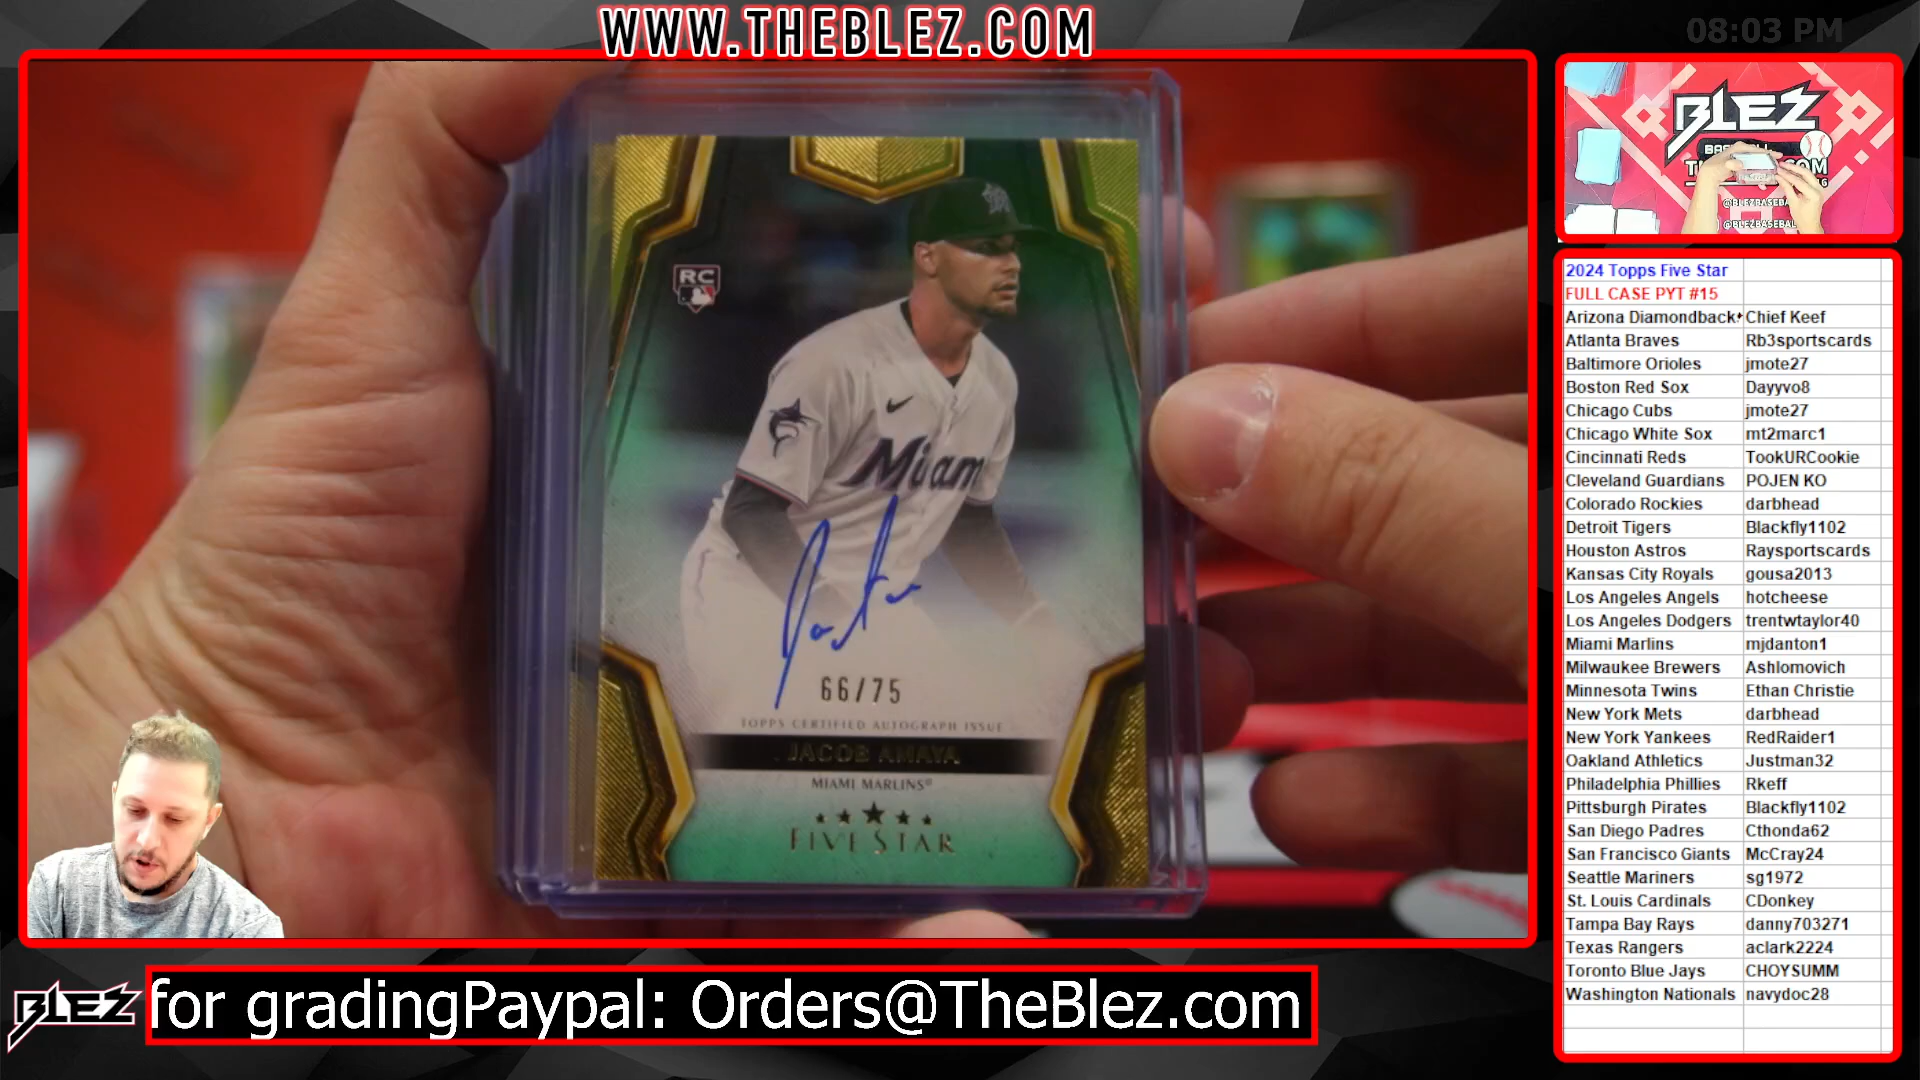 WWW.THEBLEZ.COM
08:03 PM
BLEZ
RC
Miam
66/75
TOPPS CERTIFIED AUTOGRAPH ISSUE
JACOB AMAYA
MIAMI MARLINS
FIVE STAR
@BLEZBASEBAL
2024 Topps Five Star
FULL CASE PYT #15
Arizona Diamondback Chief Keef
Atlanta Braves Rb3sportscards
Baltimore Orioles jmote27
Boston Red Sox Dayyvo8
Chicago Cubs jmote27
Chicago White Sox mt2marc1
Cincinnati Reds TookURCookie
Cleveland Guardians POJEN KO
Colorado Rockies darbhead
Detroit Tigers Blackfly1102
Houston Astros Raysportscards
Kansas City Royals gousa2013
Los Angeles Angels hotcheese
Los Angeles Dodgers trentwtaylor40
Miami Marlins mjdanton1
Milwaukee Brewers Ashlomovich
Minnesota Twins Ethan Christie
New York Mets darbhead
New York Yankees RedRaider1
Oakland Athletics Justman32
Philadelphia Phillies Rkeff
Pittsburgh Pirates Blackfly1102
San Diego Padres Cthonda62
San Francisco Giants McCray24
Seattle Mariners sg1972
St. Louis Cardinals CDonkey
Tampa Bay Rays danny703271
Texas Rangers aclark2224
Toronto Blue Jays CHOYSUMM
Washington Nationals navydoc28
BLEZ
for gradingPaypal: Orders@TheBlez.com